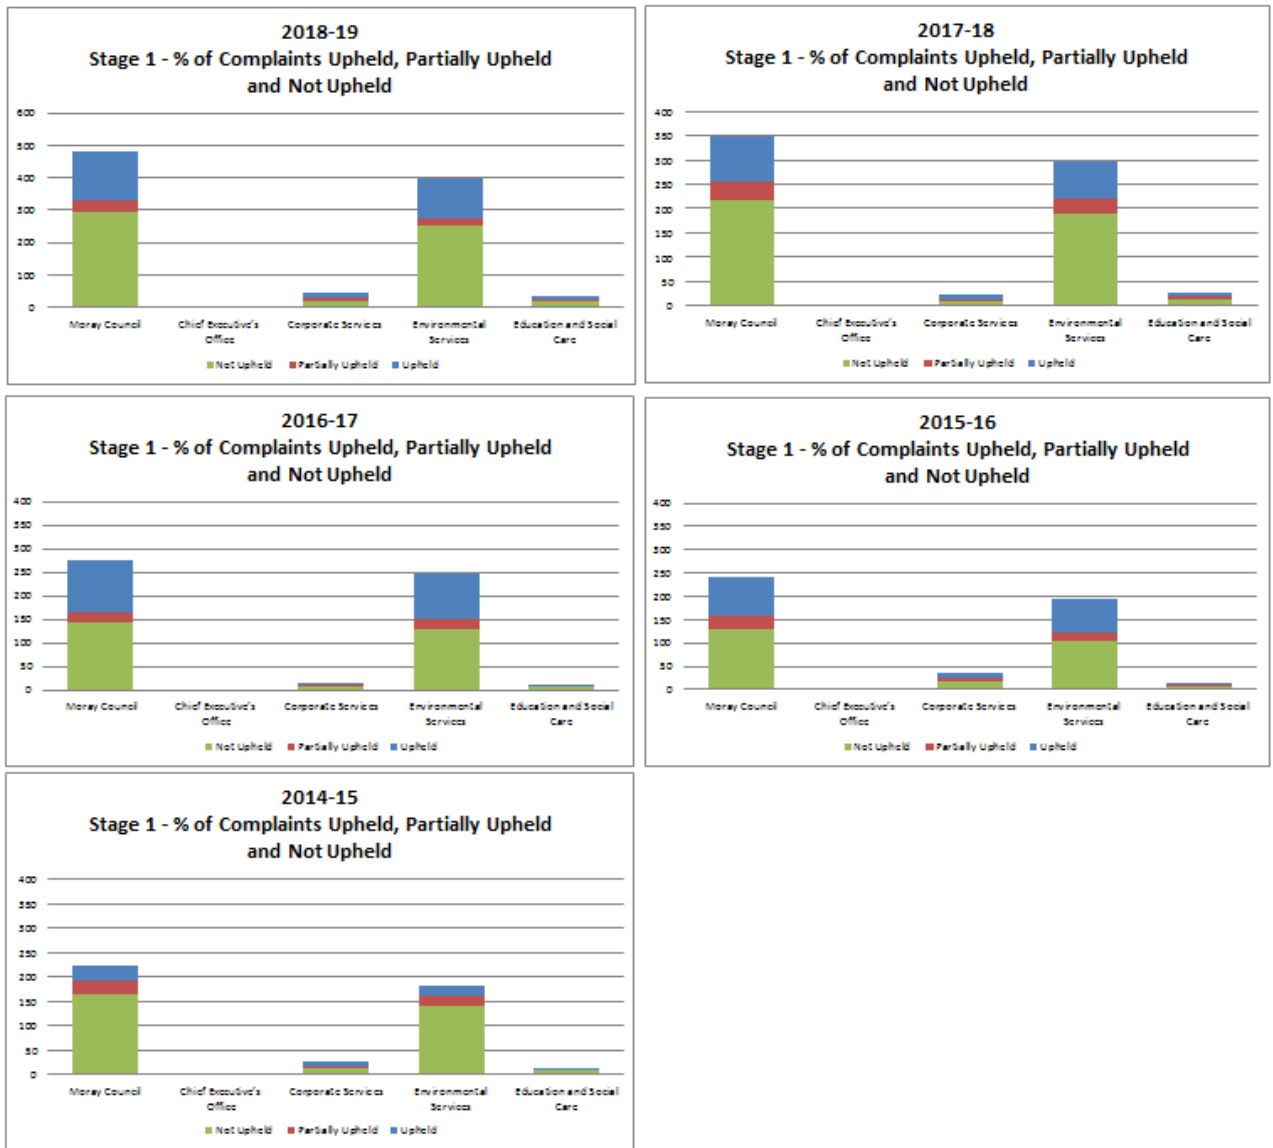 2018-19
Stage 1 - % of Complaints Upheld, Partially Upheld
and Not Upheld
600
500
400
300
200
100
0
Moray Council
Chief Executive's
Office
Corporate Services
Environmental
Services
Education and Social
Care
Not Upheld
Partially Upheld
Upheld
2017-18
Stage 1 - % of Complaints Upheld, Partially Upheld
and Not Upheld
400
350
300
250
200
150
100
50
0
Moray Council
Chief Executive's
Office
Corporate Services
Environmental
Services
Education and Social
Care
Not Upheld
Partially Upheld
Upheld
2016-17
Stage 1 - % of Complaints Upheld, Partially Upheld
and Not Upheld
400
350
300
250
200
150
100
50
0
Moray Council
Chief Executive's
Office
Corporate Services
Environmental
Services
Education and Social
Care
Not Upheld
Partially Upheld
Upheld
2015-16
Stage 1 - % of Complaints Upheld, Partially Upheld
and Not Upheld
400
350
300
250
200
150
100
50
0
Moray Council
Chief Executive's
Office
Corporate Services
Environmental
Services
Education and Social
Care
Not Upheld
Partially Upheld
Upheld
2014-15
Stage 1 - % of Complaints Upheld, Partially Upheld
and Not Upheld
400
350
300
250
200
150
100
50
0
Moray Council
Chief Executive's
Office
Corporate Services
Environmental
Services
Education and Social
Care
Not Upheld
Partially Upheld
Upheld